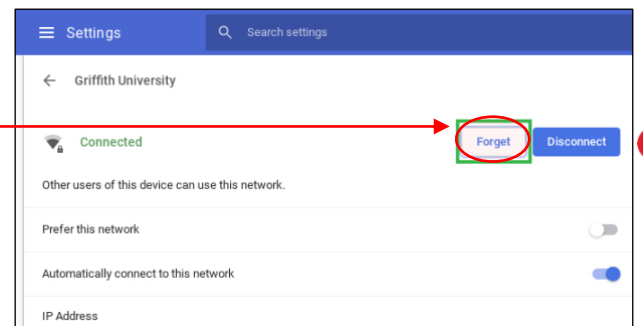 Settings
Search settings
Griffith University
Connected
Forget
Disconnect
Other users of this device can use this network.
Prefer this network
Automatically connect to this network
IP Address